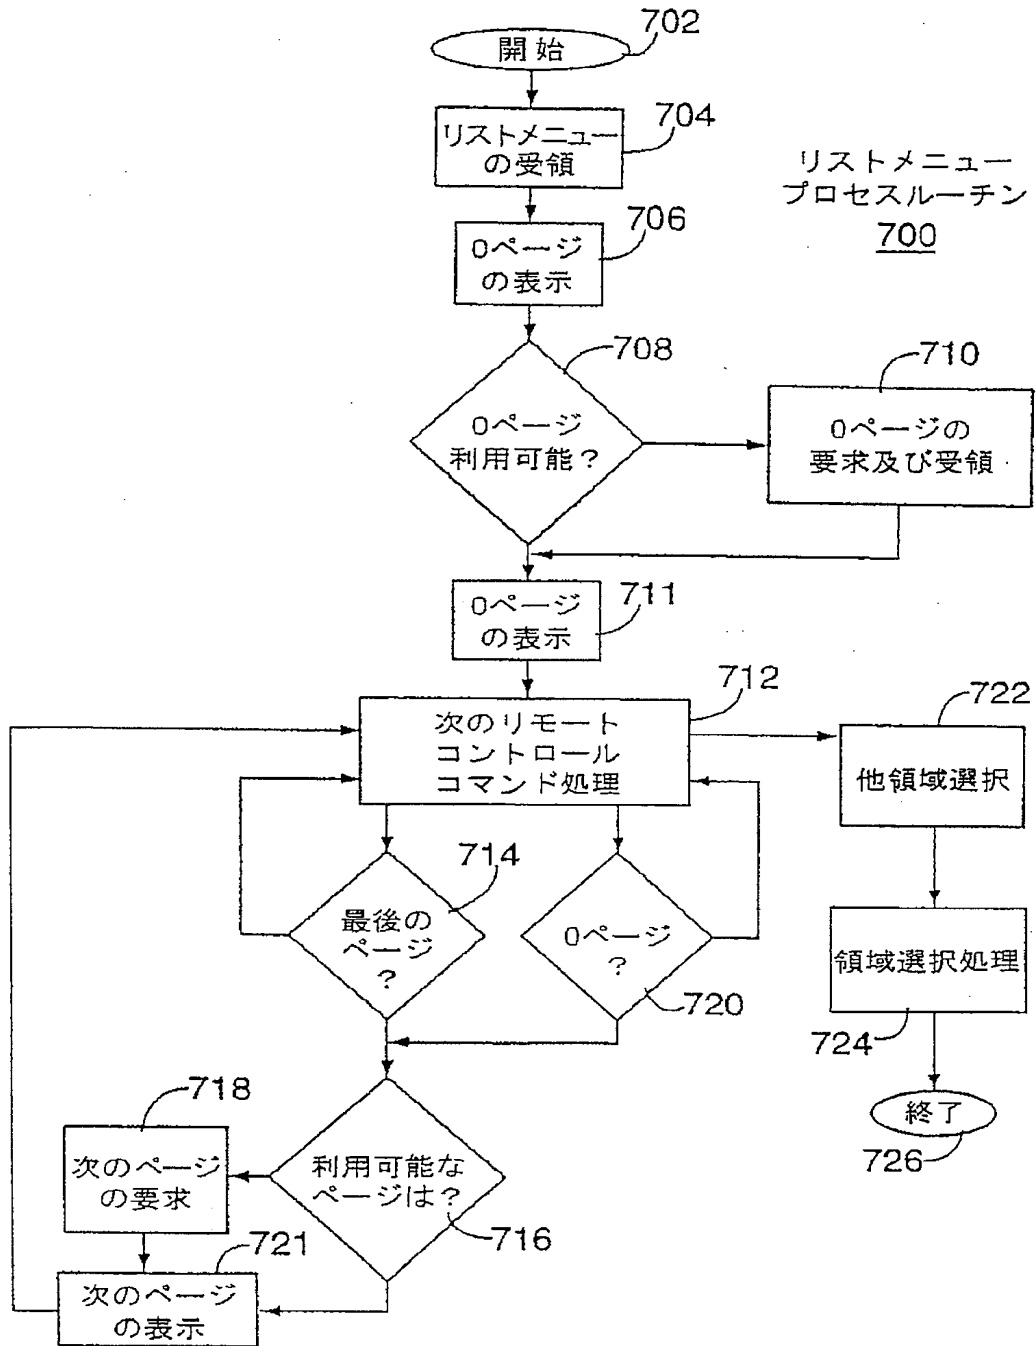 開始
702
リストメニュー
の受領
704
リストメニュー
プロセスルーチン
700
0ページ
の表示
706
0ページ
利用可能?
708
0ページの
要求及び受領
710
0ページ
の表示
711
次のリモート
コントロール
コマンド処理
712
他領域選択
722
最後の
ページ
?
714
0ページ
?
720
領域選択処理
724
終了
726
利用可能な
ページは?
716
次のページ
の要求
718
次のページ
の表示
721